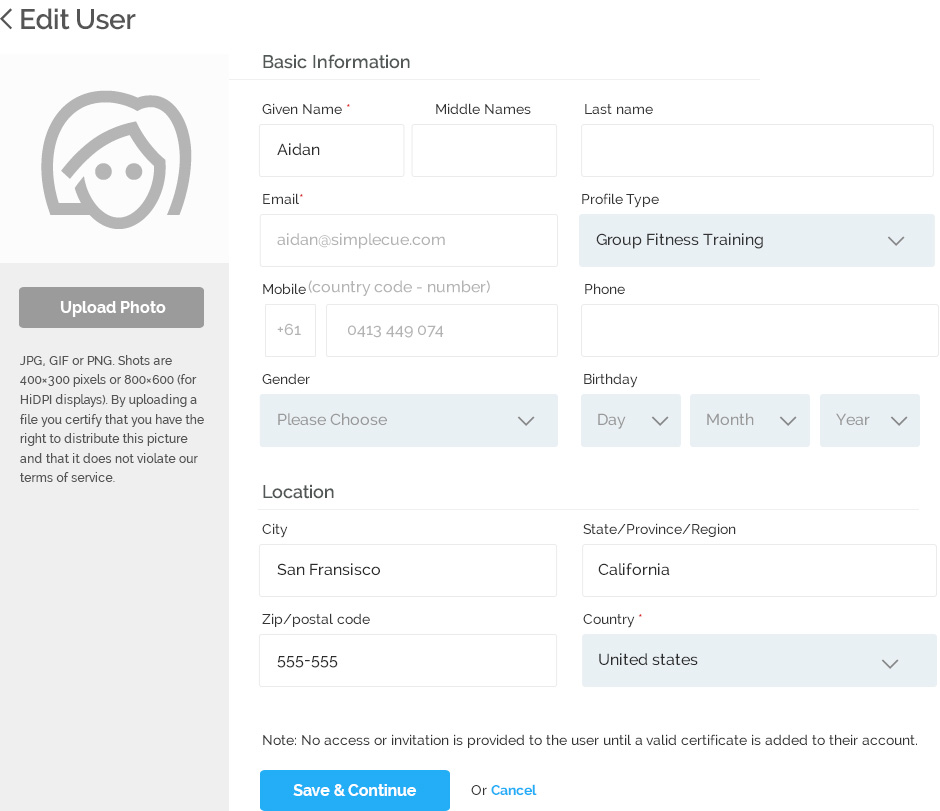 Edit User
Upload Photo
JPG, GIF or PNG. Shots are
400×300 pixels or 800×600 (for
HiDPI displays). By uploading a
file you certify that you have the
right to distribute this picture
and that it does not violate our
terms of service.
Basic Information
Given Name * Middle Names Last name
Aidan
Email* Profile Type
aidan@simplecue.com Group Fitness Training
Mobile (country code - number) Phone
+61 0413 449 074
Gender Birthday
Please Choose Day Month Year
Location
City State/Province/Region
San Fransisco California
Zip/postal code Country *
555-555 United states
Note: No access or invitation is provided to the user until a valid certificate is added to their account.
Save & Continue Or Cancel